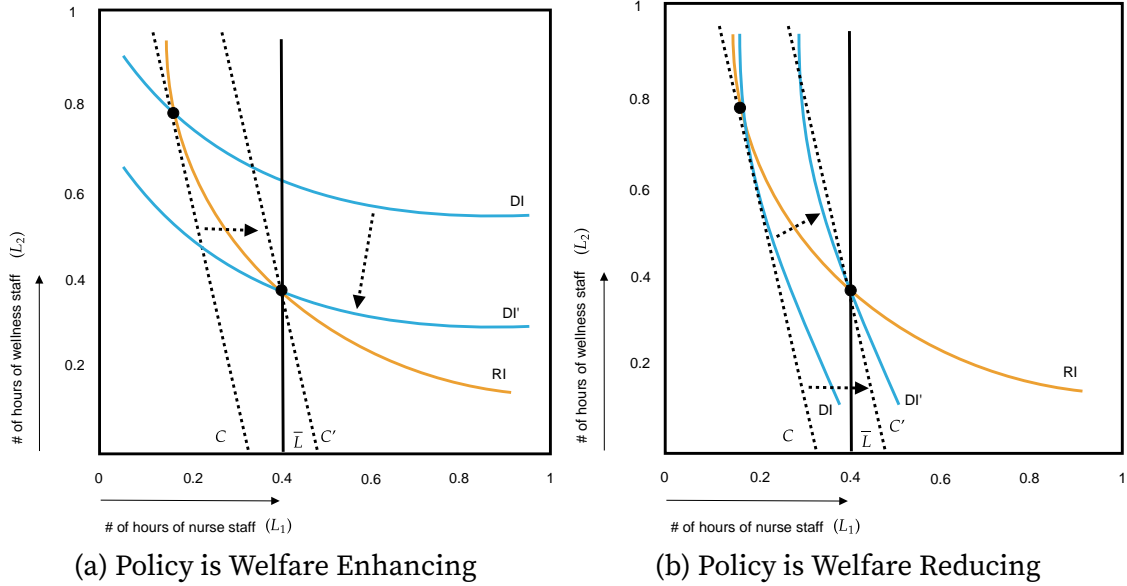 1
0.8
0.6
0.4
0.2
# of hours of wellness staff (L₂)
DI
DI'
RI
C
L̅
C′
0
0.2
0.4
0.6
0.8
1
# of hours of nurse staff (L₁)
(a) Policy is Welfare Enhancing
1
0.8
0.6
0.4
0.2
# of hours of wellness staff (L₂)
RI
DI
DI'
C
L̅
C′
0
0.2
0.4
0.6
0.8
1
# of hours of nurse staff (L₁)
(b) Policy is Welfare Reducing